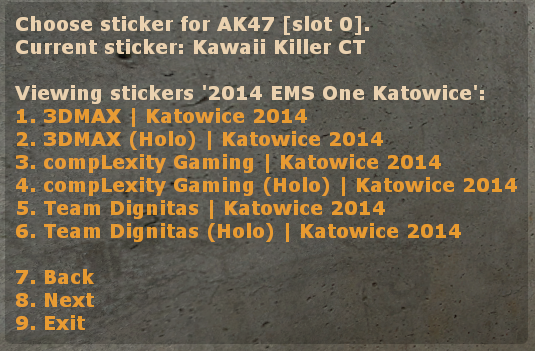 Choose sticker for AK47 [slot 0].
Current sticker: Kawaii Killer CT
Viewing stickers '2014 EMS One Katowice':
1. 3DMAX | Katowice 2014
2. 3DMAX (Holo) | Katowice 2014
3. compLexity Gaming | Katowice 2014
4. compLexity Gaming (Holo) | Katowice 2014
5. Team Dignitas | Katowice 2014
6. Team Dignitas (Holo) | Katowice 2014
7. Back
8. Next
9. Exit